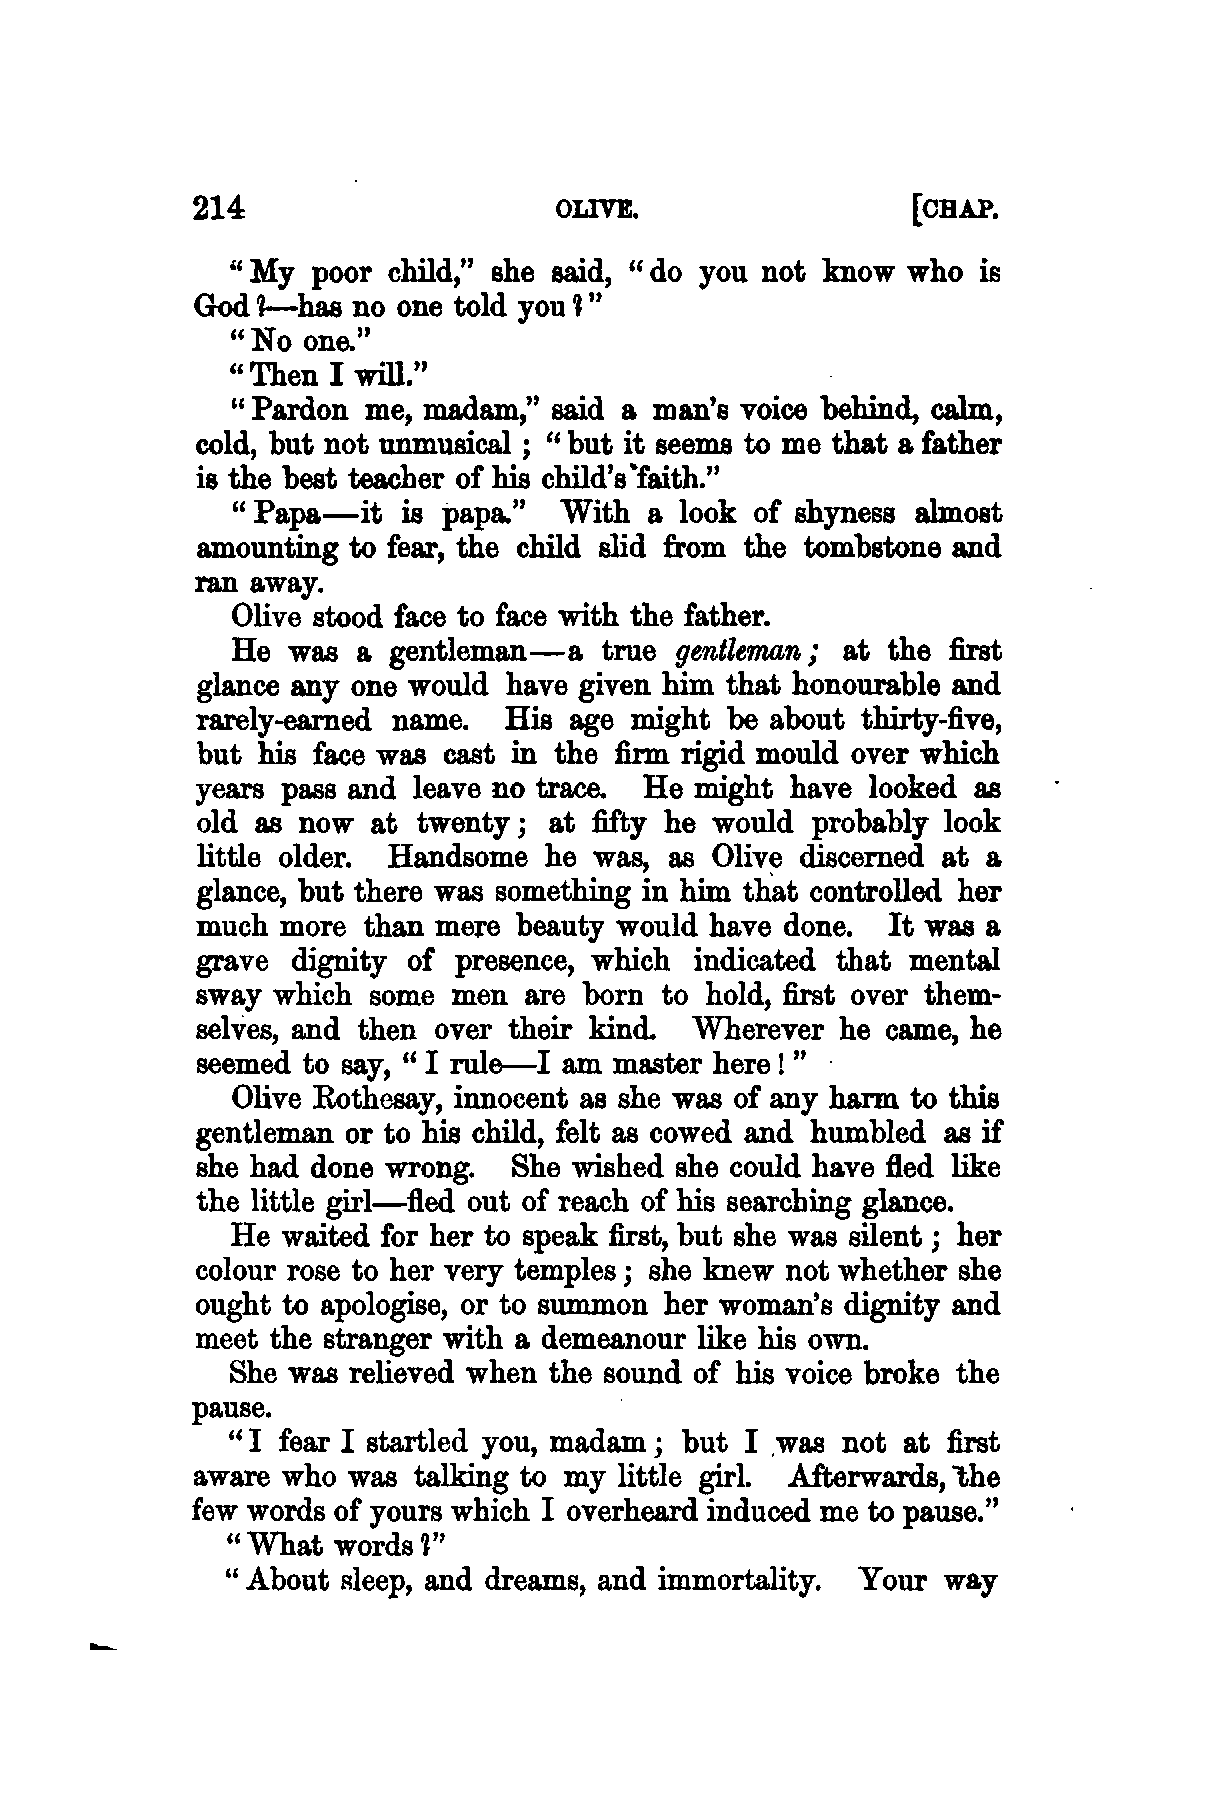 214 OLIVE. [CHAP.
“My poor child,” she said, “do you not know who is
God?—has no one told you?”
“No one.”
“Then I will.”
“Pardon me, madam,” said a man's voice behind, calm,
cold, but not unmusical; “but it seems to me that a father
is the best teacher of his child's faith.”
“Papa—it is papa.” With a look of shyness almost
amounting to fear, the child slid from the tombstone and
ran away.
Olive stood face to face with the father.
He was a gentleman—a true gentleman; at the first
glance any one would have given him that honourable and
rarely-earned name. His age might be about thirty-five,
but his face was cast in the firm rigid mould over which
years pass and leave no trace. He might have looked as
old as now at twenty; at fifty he would probably look
little older. Handsome he was, as Olive discerned at a
glance, but there was something in him that controlled her
much more than mere beauty would have done. It was a
grave dignity of presence, which indicated that mental
sway which some men are born to hold, first over them-
selves, and then over their kind. Wherever he came, he
seemed to say, “I rule—I am master here!”
Olive Rothesay, innocent as she was of any harm to this
gentleman or to his child, felt as cowed and humbled as if
she had done wrong. She wished she could have fled like
the little girl—fled out of reach of his searching glance.
He waited for her to speak first, but she was silent; her
colour rose to her very temples; she knew not whether she
ought to apologise, or to summon her woman's dignity and
meet the stranger with a demeanour like his own.
She was relieved when the sound of his voice broke the
pause.
“I fear I startled you, madam; but I was not at first
aware who was talking to my little girl. Afterwards, the
few words of yours which I overheard induced me to pause.”
“What words?”
“About sleep, and dreams, and immortality. Your way